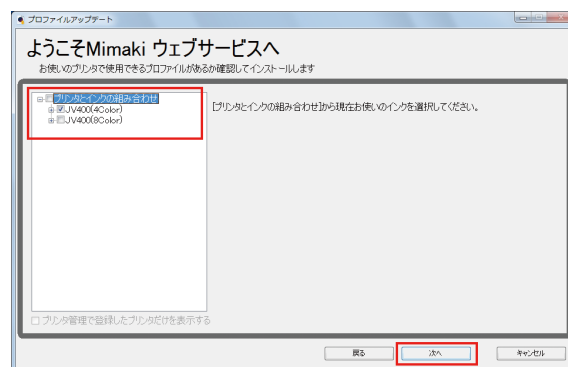 プロファイルアップデート
ようこそMimaki ウェブサービスへ
お使いのプリンタで使用できるプロファイルがあるか確認してインストールします
プリンタとインクの組み合わせ
JV400(4Color)
JV400(8Color)
[プリンタとインクの組み合わせ]から現在お使いのインクを選択してください。
プリンタ管理で登録したプリンタだけを表示する
戻る
次へ
キャンセル